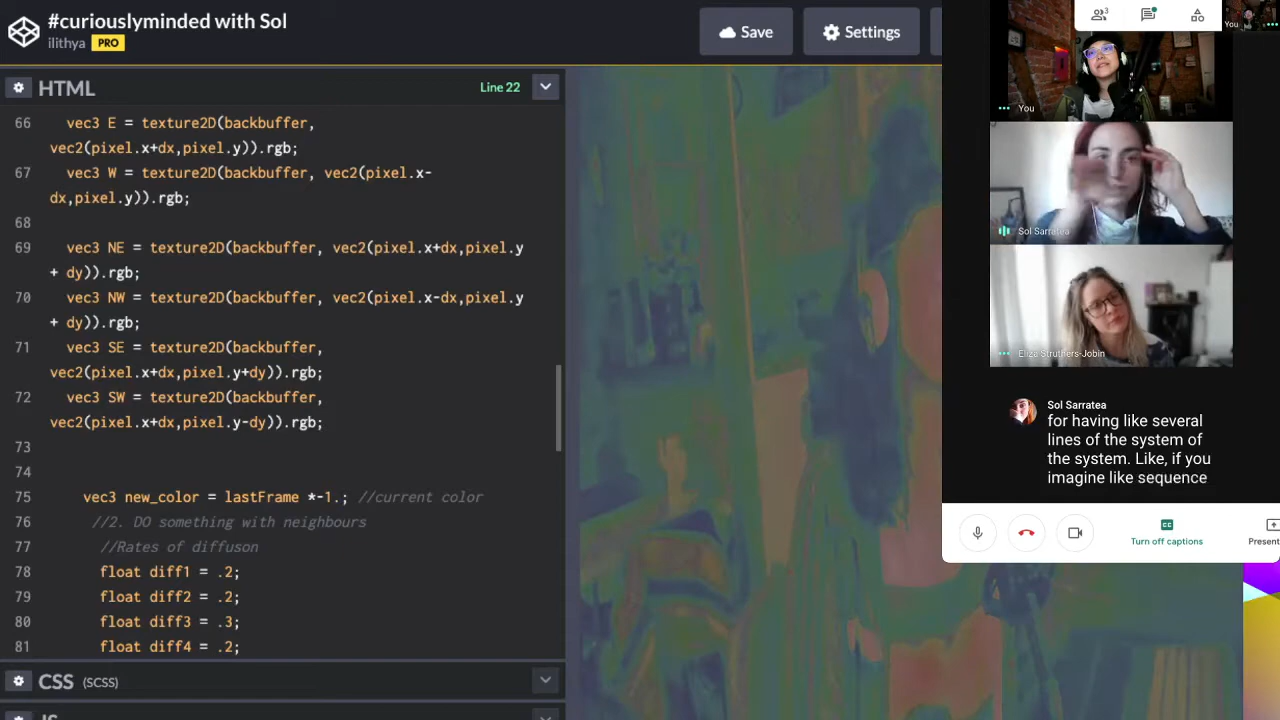 #curiouslyminded with Sol
ilithya PRO
Save
Settings
HTML
Line 22
66 vec3 E = texture2D(backbuffer,
vec2(pixel.x+dx,pixel.y)).rgb;
67 vec3 W = texture2D(backbuffer, vec2(pixel.x-
dx,pixel.y)).rgb;
68
69 vec3 NE = texture2D(backbuffer, vec2(pixel.x+dx,pixel.y
+ dy)).rgb;
70 vec3 NW = texture2D(backbuffer, vec2(pixel.x-dx,pixel.y
+ dy)).rgb;
71 vec3 SE = texture2D(backbuffer,
vec2(pixel.x+dx,pixel.y+dy)).rgb;
72 vec3 SW = texture2D(backbuffer,
vec2(pixel.x+dx,pixel.y-dy)).rgb;
73
74
75 vec3 new_color = lastFrame *-1.; //current color
76 //2. DO something with neighbours
77 //Rates of diffuson
78 float diff1 = .2;
79 float diff2 = .2;
80 float diff3 = .3;
81 float diff4 = .2;
CSS (SCSS)
3
You
You
Sol Sarratea
Eliza Struthers-Jobin
Sol Sarratea
for having like several
lines of the system of
the system. Like, if you
imagine like sequence
Turn off captions
Present